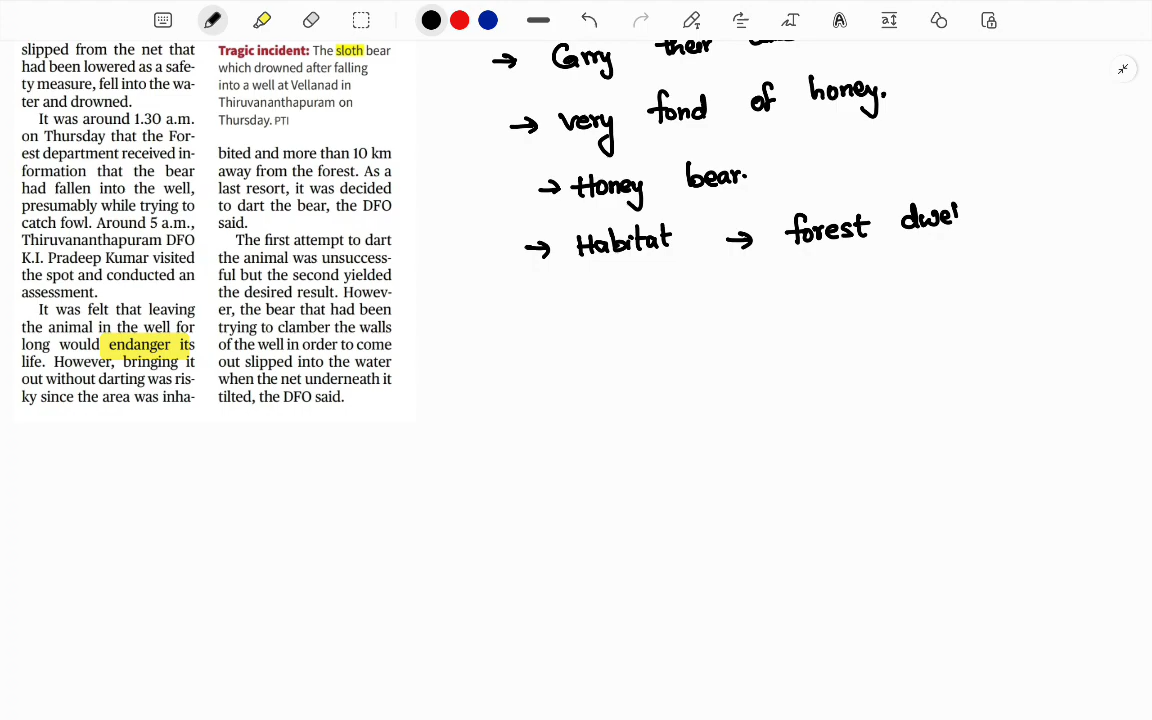 slipped from the net that
had been lowered as a safe-
ty measure, fell into the wa-
ter and drowned.
It was around 1.30 a.m.
on Thursday that the For-
est department received in-
formation that the bear
had fallen into the well,
presumably while trying to
catch fowl. Around 5 a.m.,
Thiruvananthapuram DFO
K.I. Pradeep Kumar visited
the spot and conducted an
assessment.
It was felt that leaving
the animal in the well for
long would endanger its
life. However, bringing it
out without darting was ris-
ky since the area was inha-
Tragic incident: The sloth bear
which drowned after falling
into a well at Vellanad in
Thiruvananthapuram on
Thursday. PTI
bited and more than 10 km
away from the forest. As a
last resort, it was decided
to dart the bear, the DFO
said.
The first attempt to dart
the animal was unsuccess-
ful but the second yielded
the desired result. Howev-
er, the bear that had been
trying to clamber the walls
of the well in order to come
out slipped into the water
when the net underneath it
tilted, the DFO said.
→ Carry their
→ very fond of honey.
→ Honey bear.
→ Habitat → forest dwel